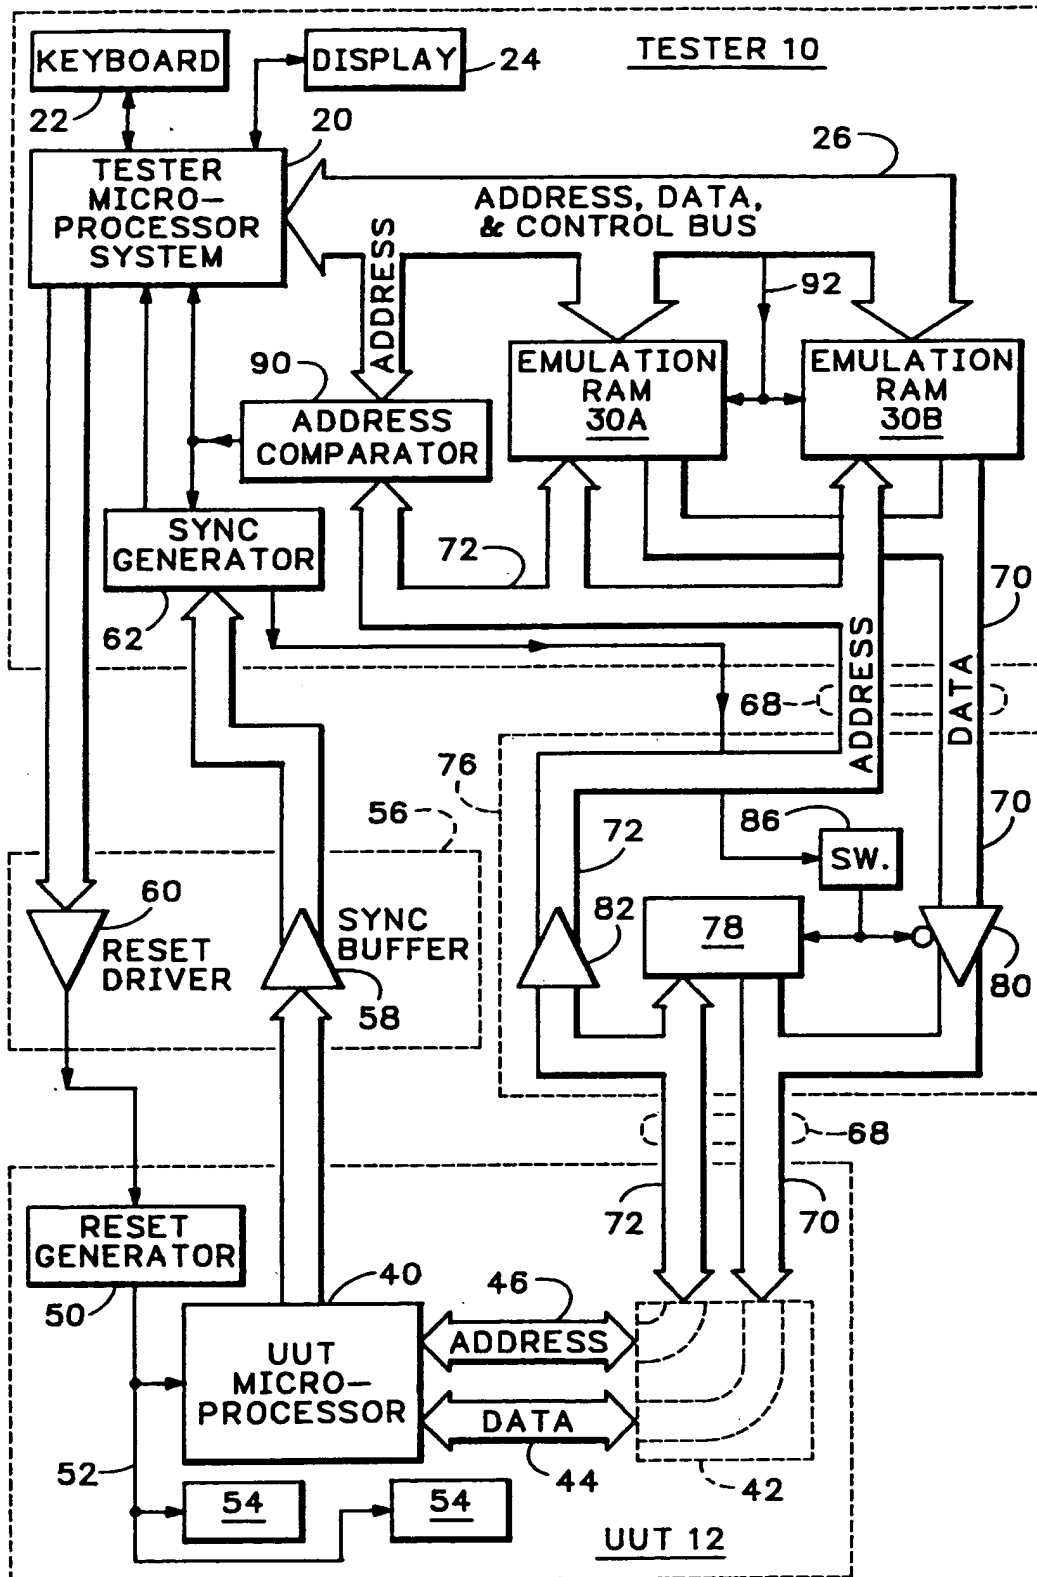 TESTER 10
KEYBOARD
22
DISPLAY
24
20
TESTER
MICRO-
PROCESSOR
SYSTEM
26
ADDRESS, DATA,
& CONTROL BUS
ADDRESS
92
90
ADDRESS
COMPARATOR
EMULATION
RAM
30A
EMULATION
RAM
30B
SYNC
GENERATOR
62
72
70
ADDRESS
DATA
68
76
56
86
70
SW.
72
60
RESET
DRIVER
SYNC
BUFFER
58
82
78
80
68
72
70
RESET
GENERATOR
50
40
46
UUT
MICRO-
PROCESSOR
ADDRESS
DATA
44
42
52
54
54
UUT 12